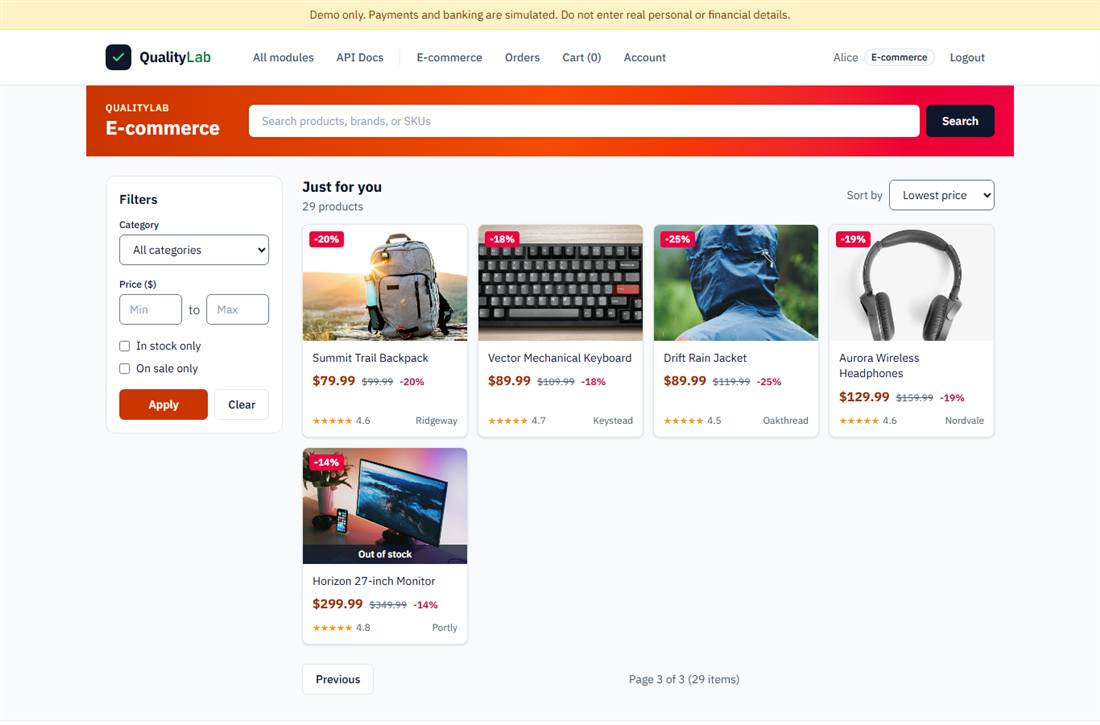 Demo only. Payments and banking are simulated. Do not enter real personal or financial details.
QualityLab
All modules
API Docs
E-commerce
Orders
Cart (0)
Account
Alice
E-commerce
Logout
QUALITYLAB
E-commerce
Search products, brands, or SKUs
Search
Filters
Category
All categories
Price ($)
Min
to
Max
In stock only
On sale only
Apply
Clear
Just for you
29 products
Sort by
Lowest price
-20%
Summit Trail Backpack
$79.99 $99.99 -20%
★★★★★ 4.6
Ridgeway
-18%
Vector Mechanical Keyboard
$89.99 $109.99 -18%
★★★★★ 4.7
Keystead
-25%
Drift Rain Jacket
$89.99 $119.99 -25%
★★★★★ 4.5
Oakthread
-19%
Aurora Wireless
Headphones
$129.99 $159.99 -19%
★★★★★ 4.6
Nordvale
-14%
Out of stock
Horizon 27-inch Monitor
$299.99 $349.99 -14%
★★★★★ 4.8
Portly
Previous
Page 3 of 3 (29 items)